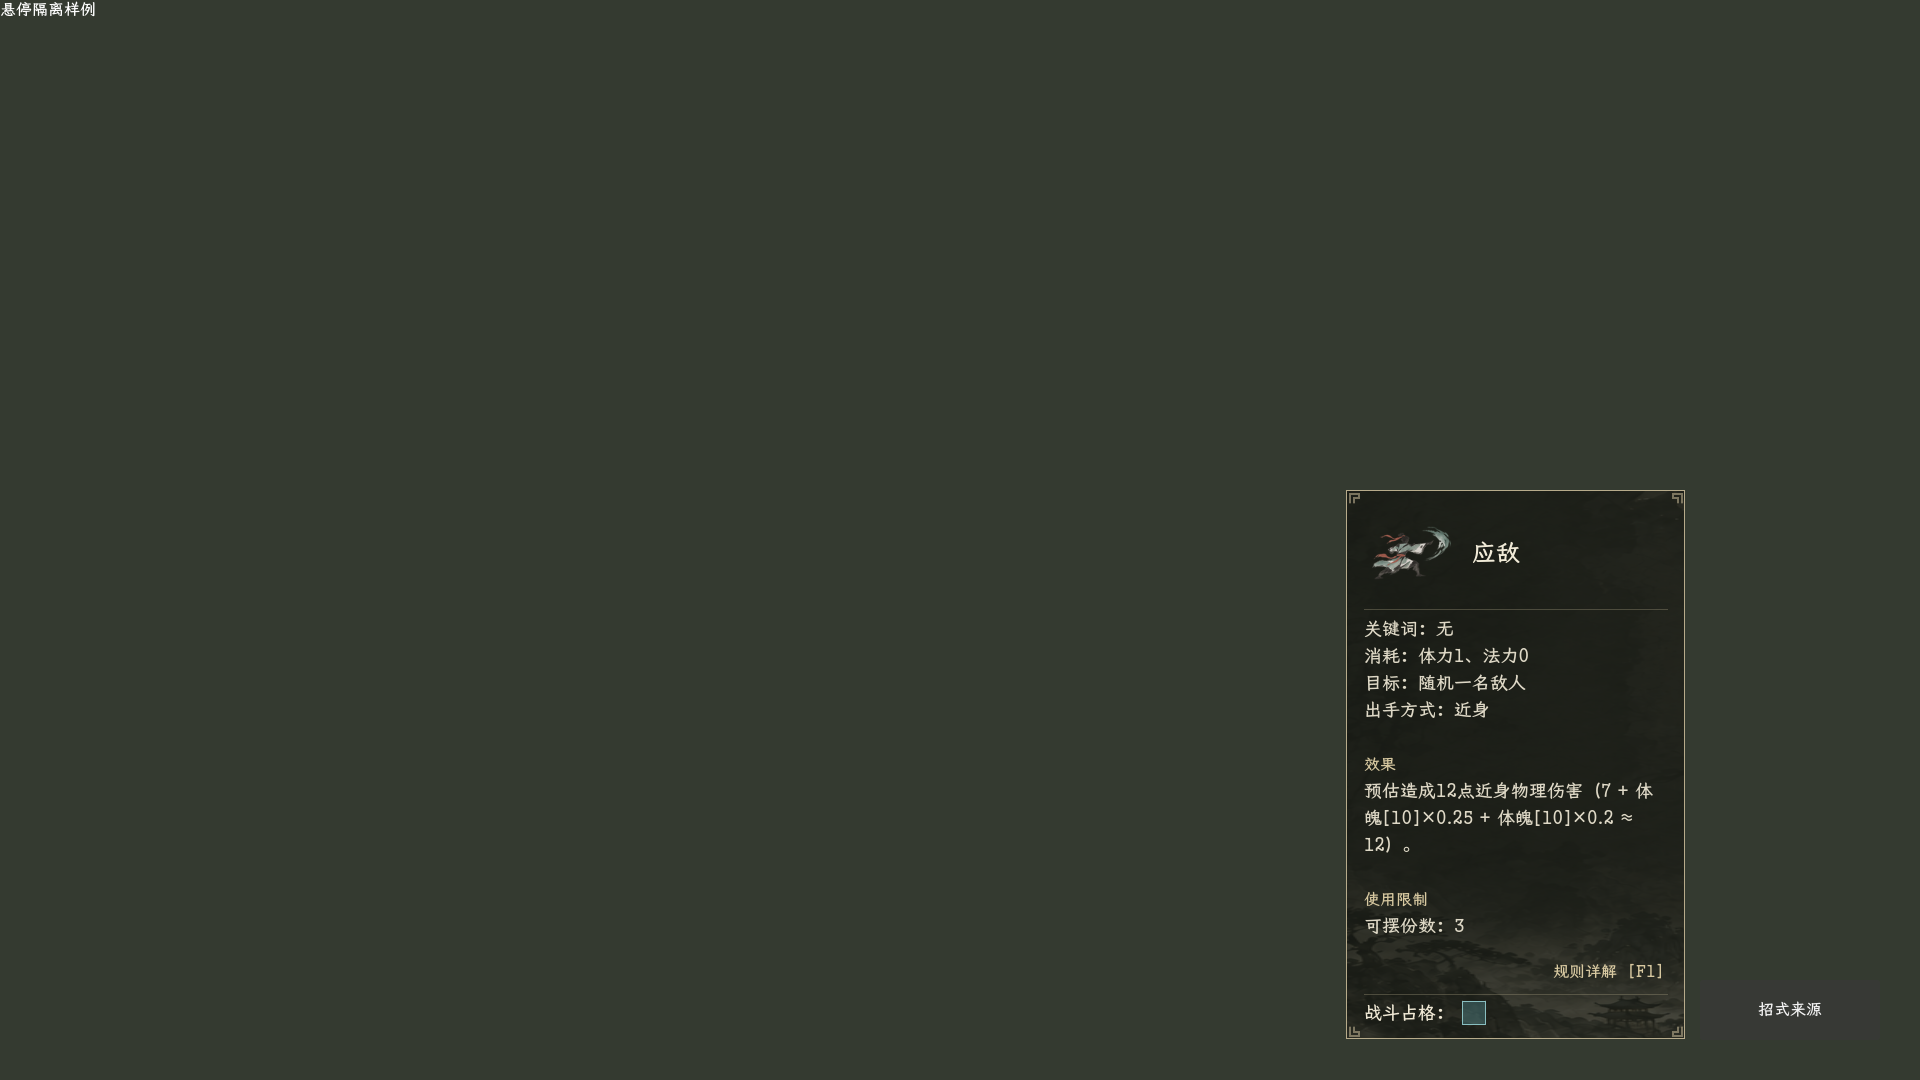 悬停隔离样例
应敌
关键词：无
消耗：体力1、法力0
目标：随机一名敌人
出手方式：近身
效果
预估造成12点近身物理伤害（7 + 体
魄[10]×0.25 + 体魄[10]×0.2 ≈
12）。
使用限制
可摆份数：3
规则详解 [F1]
战斗占格：
招式来源